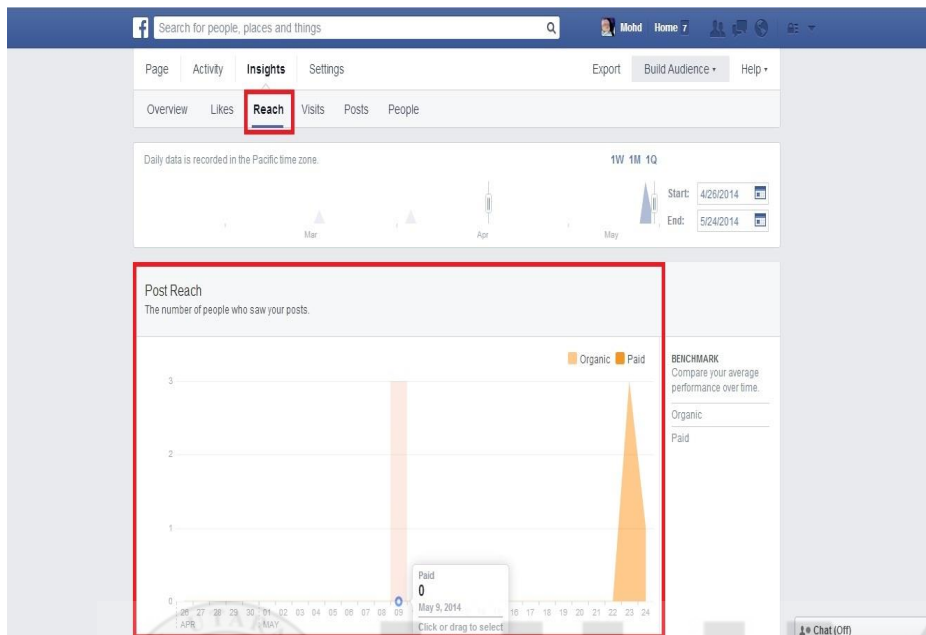 f Search for people, places and things
Mohd Home 7
Page Activity Insights Settings Export Build Audience Help
Overview Likes Reach Visits Posts People
Daily data is recorded in the Pacific time zone.
1W 1M 1Q
Start: 4/26/2014
End: 5/24/2014
Mar Apr May
Post Reach
The number of people who saw your posts.
Organic Paid
BENCHMARK
Compare your average
performance over time.
Organic
Paid
3
2
1
0
26 27 28 29 30 01 02 03 04 05 06 07 08 09 16 17 18 19 20 21 22 23 24
APR MAY
Paid
0
May 9, 2014
Click or drag to select
Chat (Off)